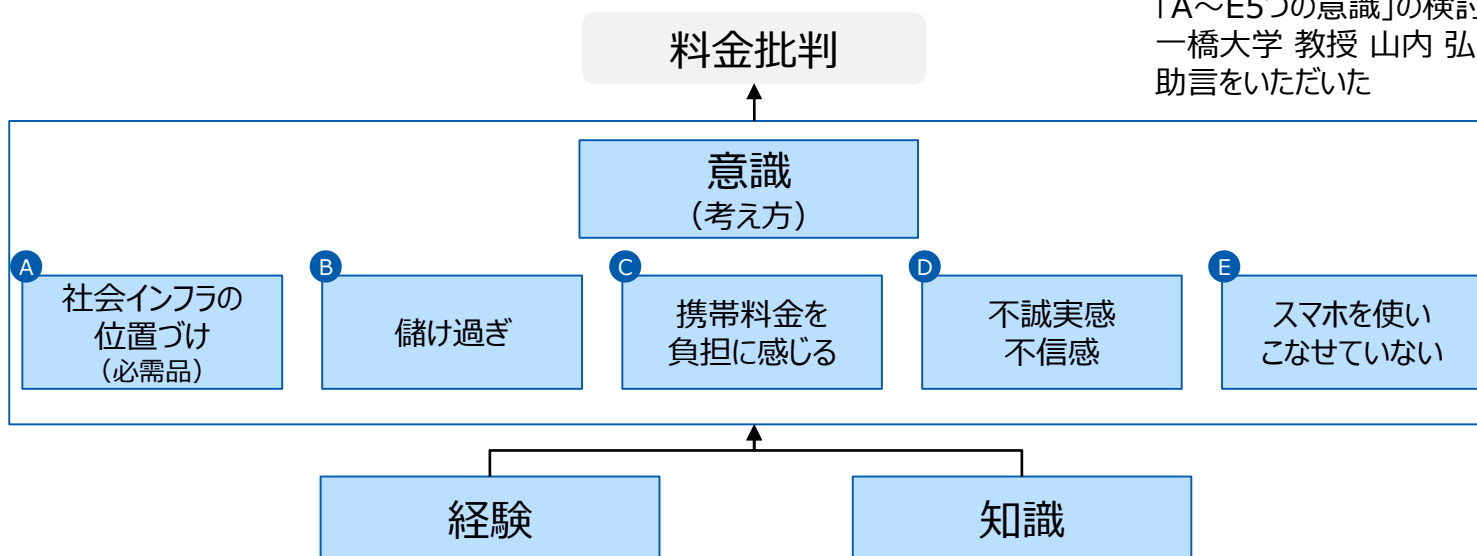 「A～E5つの意識」の検討
一橋大学 教授 山内 弘
助言をいただいた
料金批判
意識
（考え方）
A
社会インフラの
位置づけ
（必需品）
B
儲け過ぎ
C
携帯料金を
負担に感じる
D
不誠実感
不信感
E
スマホを使い
こなせていない
経験
知識